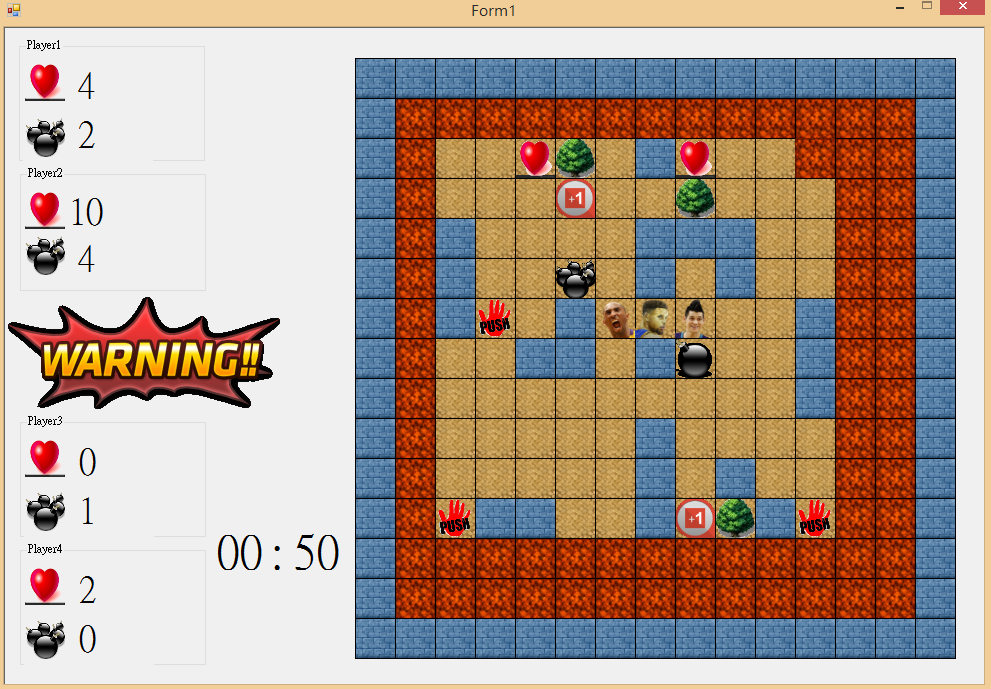 Form1
Player1
4
2
Player2
10
4
WARNING!!
Player3
0
1
Player4
2
0
00:50
+1
PUSH
+1
PUSH
PUSH